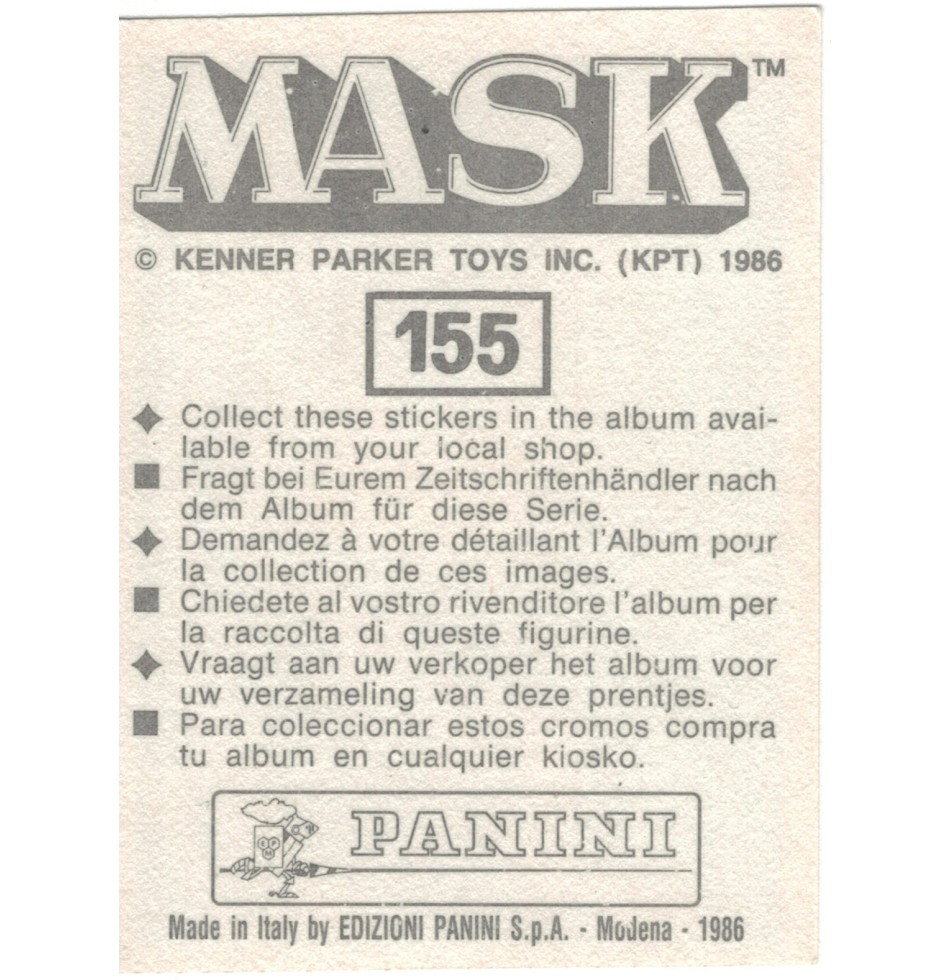 MASK™
© KENNER PARKER TOYS INC. (KPT) 1986
155
Collect these stickers in the album avai-
lable from your local shop.
Fragt bei Eurem Zeitschriftenhändler nach
dem Album für diese Serie.
Demandez à votre détaillant l'Album pour
la collection de ces images.
Chiedete al vostro rivenditore l'album per
la raccolta di queste figurine.
Vraagt aan uw verkoper het album voor
uw verzameling van deze prentjes.
Para coleccionar estos cromos compra
tu album en cualquier kiosko.
PANINI
Made in Italy by EDIZIONI PANINI S.p.A. - Modena - 1986